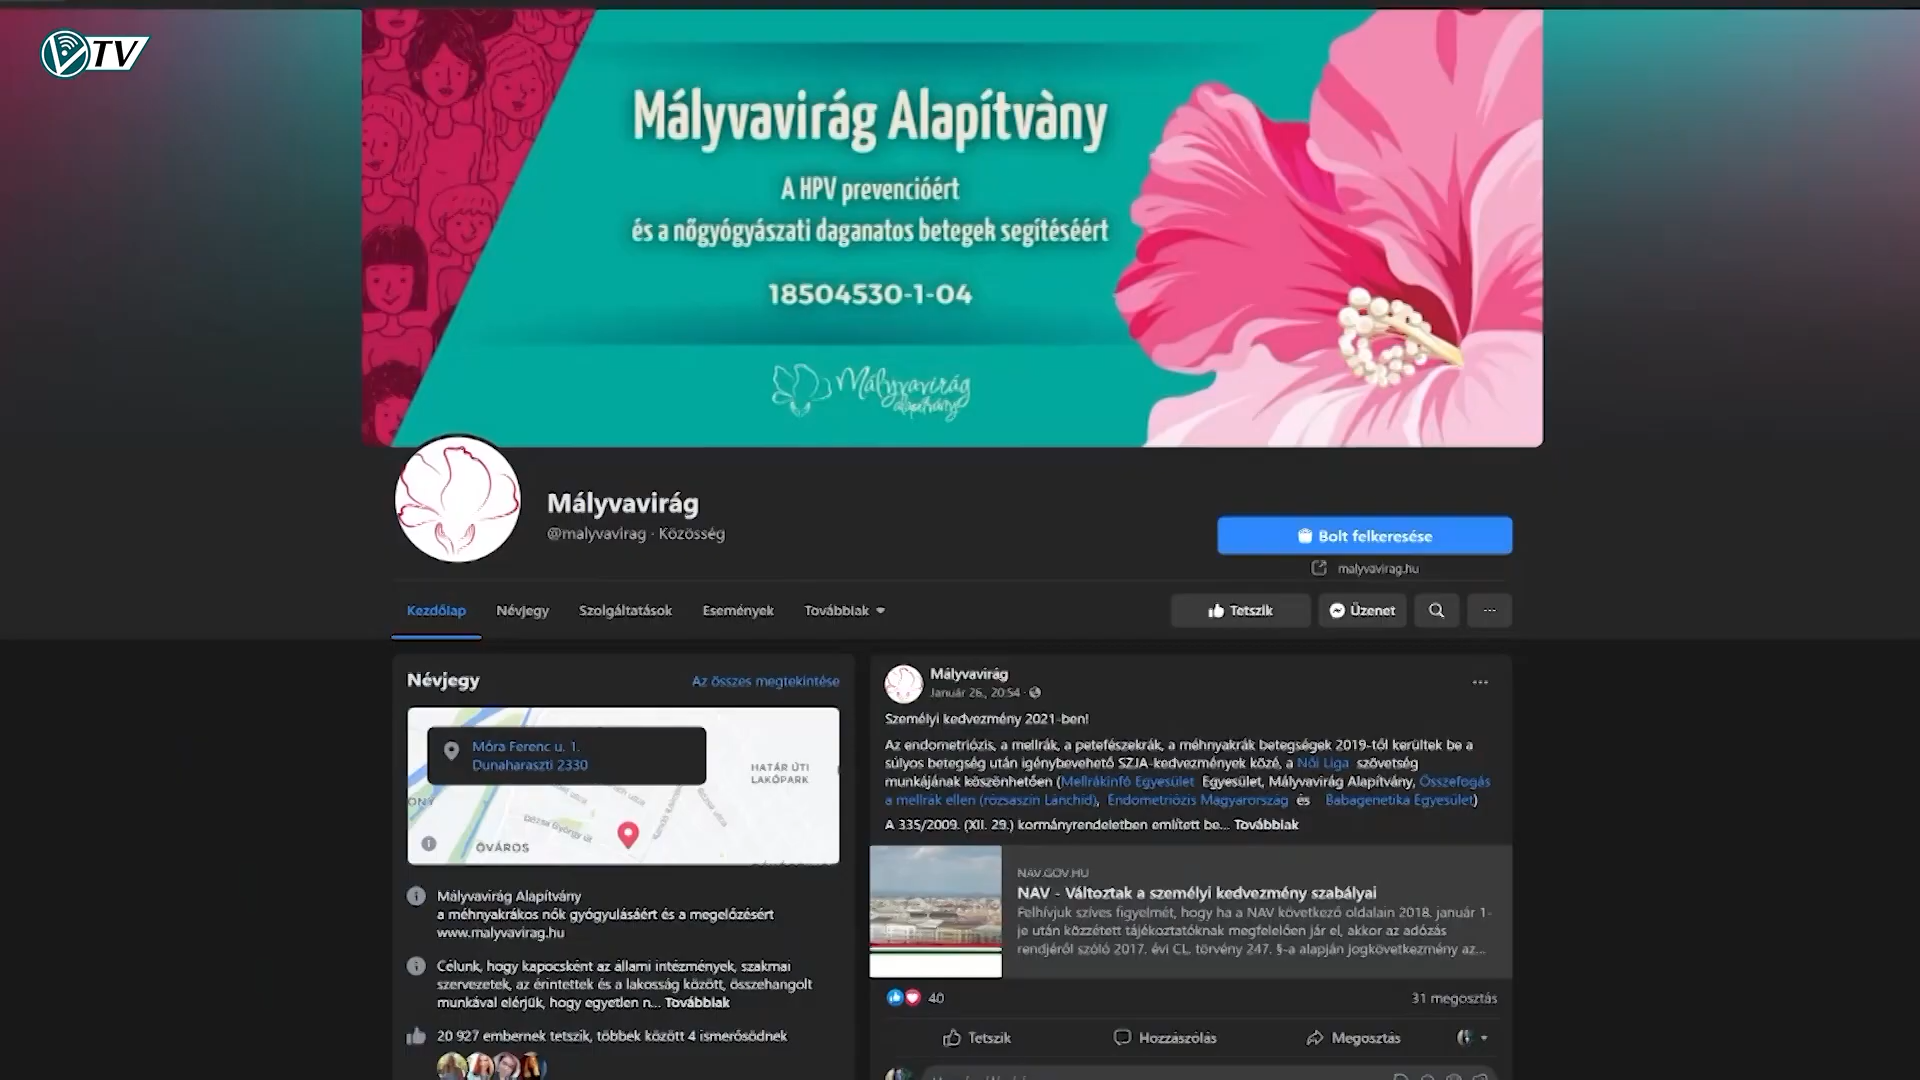 VTV
Mályvavirág Alapítvàny
A HPV prevencióért
és a nőgyógyászati daganatos betegek segítéséért
18504530-1-04
Mályvavirág
alapítvány
Mályvavirág
@malyvavirag · Közösség
Bolt felkeresése
malyvavirag.hu
Kezdőlap
Névjegy
Szolgáltatások
Események
Továbbiak
Tetszik
Üzenet
Névjegy
Az összes megtekintése
Móra Ferenc u. 1.
Dunaharaszti 2330
HATÁR ÚTI
LAKÓPARK
Dózsa György út
ÓVÁROS
Mályvavirág Alapítvány
a méhnyakrákos nők gyógyulásáért és a megelőzésért
www.malyvavirag.hu
Célunk, hogy kapocsként az állami intézmények, szakmai
szervezetek, az érintettek és a lakosság között, összehangolt
munkával elérjük, hogy egyetlen n... Továbbiak
20 927 embernek tetszik, többek között 4 ismerősödnek
Mályvavirág
Január 26., 20:54 ·
Személyi kedvezmény 2021-ben!
Az endometriózis, a mellrák, a petefészekrák, a méhnyakrák betegségek 2019-től kerültek be a
súlyos betegség után igénybevehető SZJA-kedvezmények közé, a Női Liga szövetség
munkájának köszönhetően (Mellrákinfó Egyesület Egyesület, Mályvavirág Alapítvány, Összefogás
a mellrák ellen (rózsaszín Lánchíd), Endometriózis Magyarország és Babagenetika Egyesület)
A 335/2009. (XII. 29.) kormányrendeletben említett be... Továbbiak
NAV.GOV.HU
NAV - Változtak a személyi kedvezmény szabályai
Felhívjuk szíves figyelmét, hogy ha a NAV következő oldalain 2018. január 1-
je után közzétett tájékoztatóknak megfelelően jár el, akkor az adózás
rendjéről szóló 2017. évi CL. törvény 247. §-a alapján jogkövetkezmény az...
40
31 megosztás
Tetszik
Hozzászólás
Megosztás